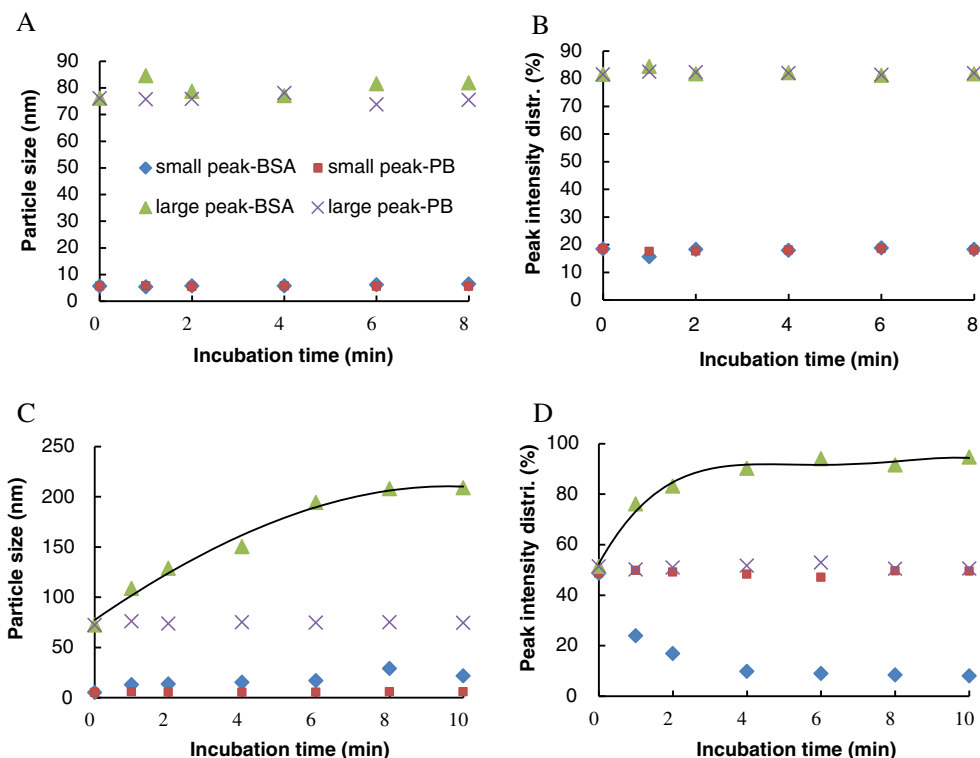 A
Particle size (nm)
90
80
70
60
50
40
30
20
10
0
small peak-BSA
small peak-PB
large peak-BSA
large peak-PB
0 2 4 6 8
Incubation time (min)
B
Peak intensity distr. (%)
90
80
70
60
50
40
30
20
10
0
0 2 4 6 8
Incubation time (min)
C
Particle size (nm)
250
200
150
100
50
0
0 2 4 6 8 10
Incubation time (min)
D
Peak intensity distri. (%)
100
80
60
40
20
0
0 2 4 6 8 10
Incubation time (min)